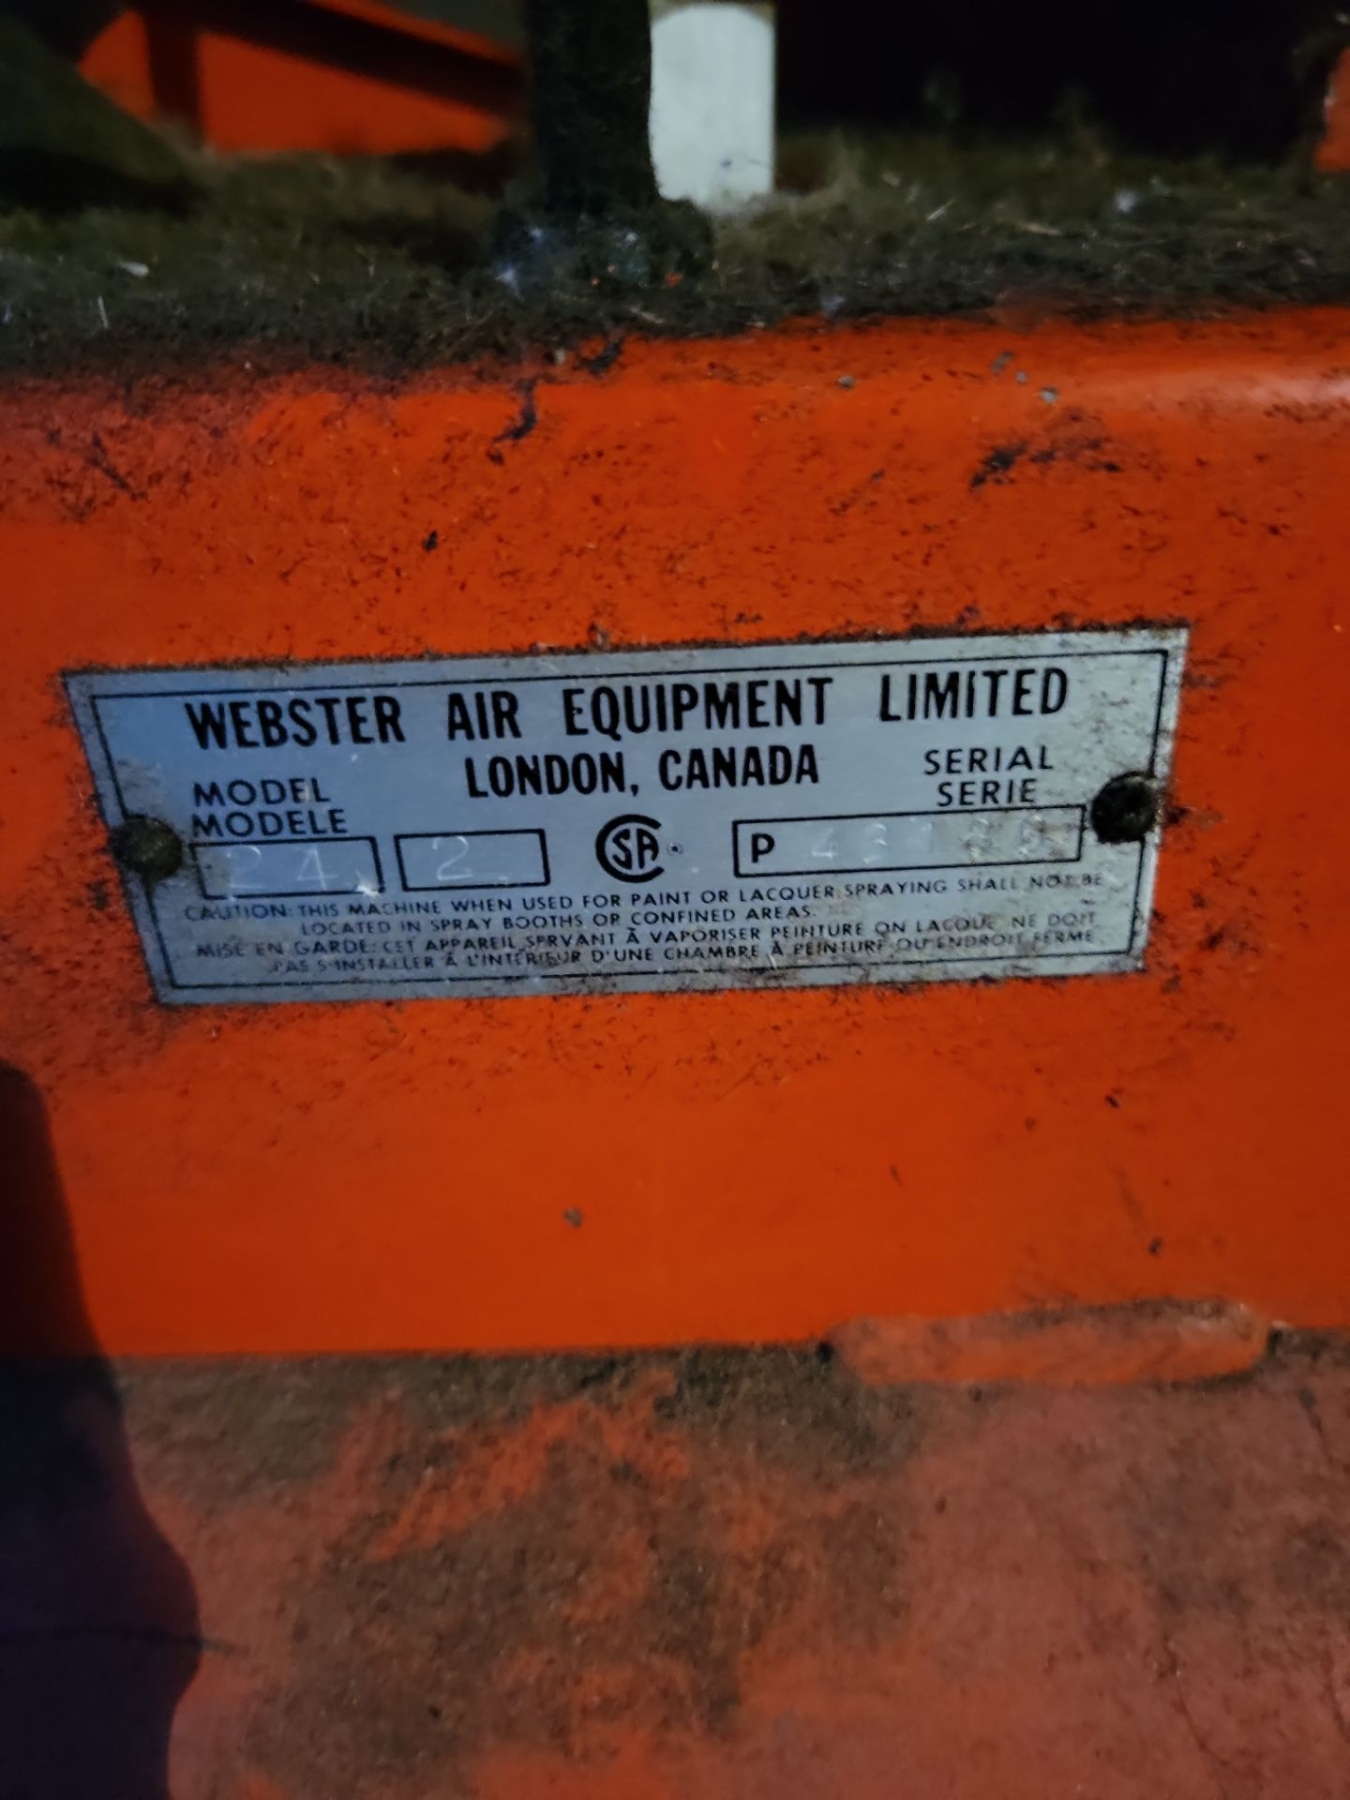 WEBSTER AIR EQUIPMENT LIMITED
LONDON, CANADA
MODEL
MODELE
SERIAL
SERIE
24 2
CSA
P
CAUTION: THIS MACHINE WHEN USED FOR PAINT OR LACQUER SPRAYING SHALL NOT BE
LOCATED IN SPRAY BOOTHS OR CONFINED AREAS.
MISE EN GARDE: CET APPAREIL SERVANT À VAPORISER PEINTURE ON LACQUE NE DOIT
PAS S'INSTALLER À L'INTÉRIEUR D'UNE CHAMBRE À PEINTURE OU ENDROIT FERME